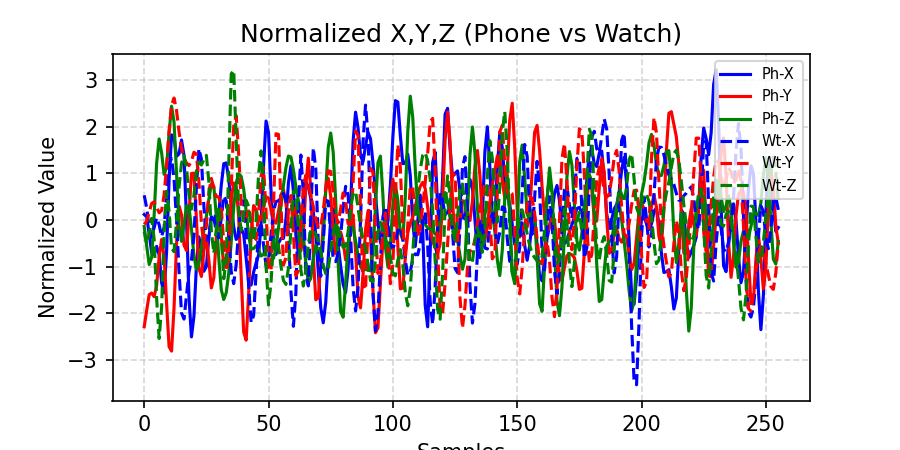 Normalized X,Y,Z (Phone vs Watch)
Normalized Value
3
2
1
0
−1
−2
−3
Ph-X
Ph-Y
Ph-Z
Wt-X
Wt-Y
Wt-Z
0 50 100 150 200 250
Samples